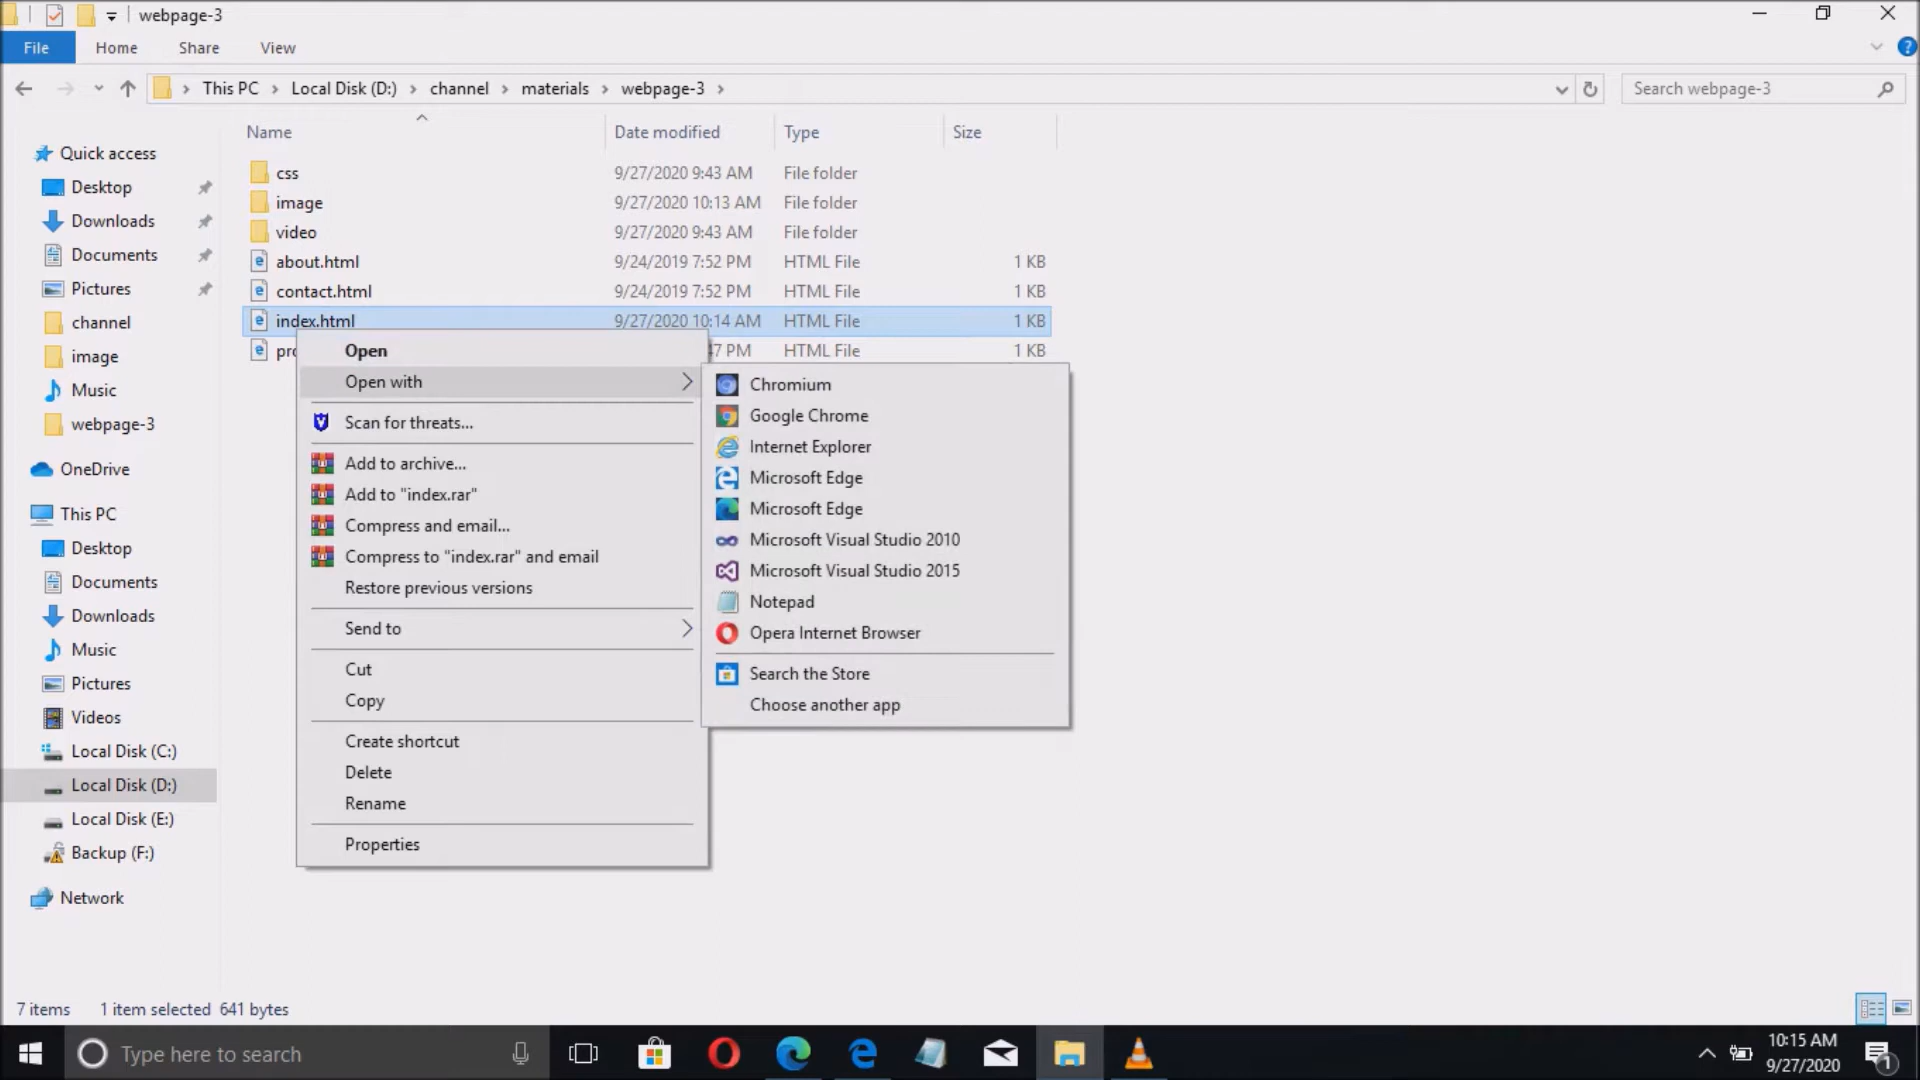 webpage-3
File Home Share View
This PC Local Disk (D:) channel materials webpage-3
Search webpage-3
Name Date modified Type Size
css 9/27/2020 9:43 AM File folder
image 9/27/2020 10:13 AM File folder
video 9/27/2020 9:43 AM File folder
about.html 9/24/2019 7:52 PM HTML File 1 KB
contact.html 9/24/2019 7:52 PM HTML File 1 KB
index.html 9/27/2020 10:14 AM HTML File 1 KB
47 PM HTML File 1 KB
Quick access
Desktop
Downloads
Documents
Pictures
channel
image
Music
webpage-3
OneDrive
This PC
Desktop
Documents
Downloads
Music
Pictures
Videos
Local Disk (C:)
Local Disk (D:)
Local Disk (E:)
Backup (F:)
Network
Open
Open with
Scan for threats...
Add to archive...
Add to "index.rar"
Compress and email...
Compress to "index.rar" and email
Restore previous versions
Send to
Cut
Copy
Create shortcut
Delete
Rename
Properties
Chromium
Google Chrome
Internet Explorer
Microsoft Edge
Microsoft Edge
Microsoft Visual Studio 2010
Microsoft Visual Studio 2015
Notepad
Opera Internet Browser
Search the Store
Choose another app
7 items 1 item selected 641 bytes
Type here to search
10:15 AM
9/27/2020
1